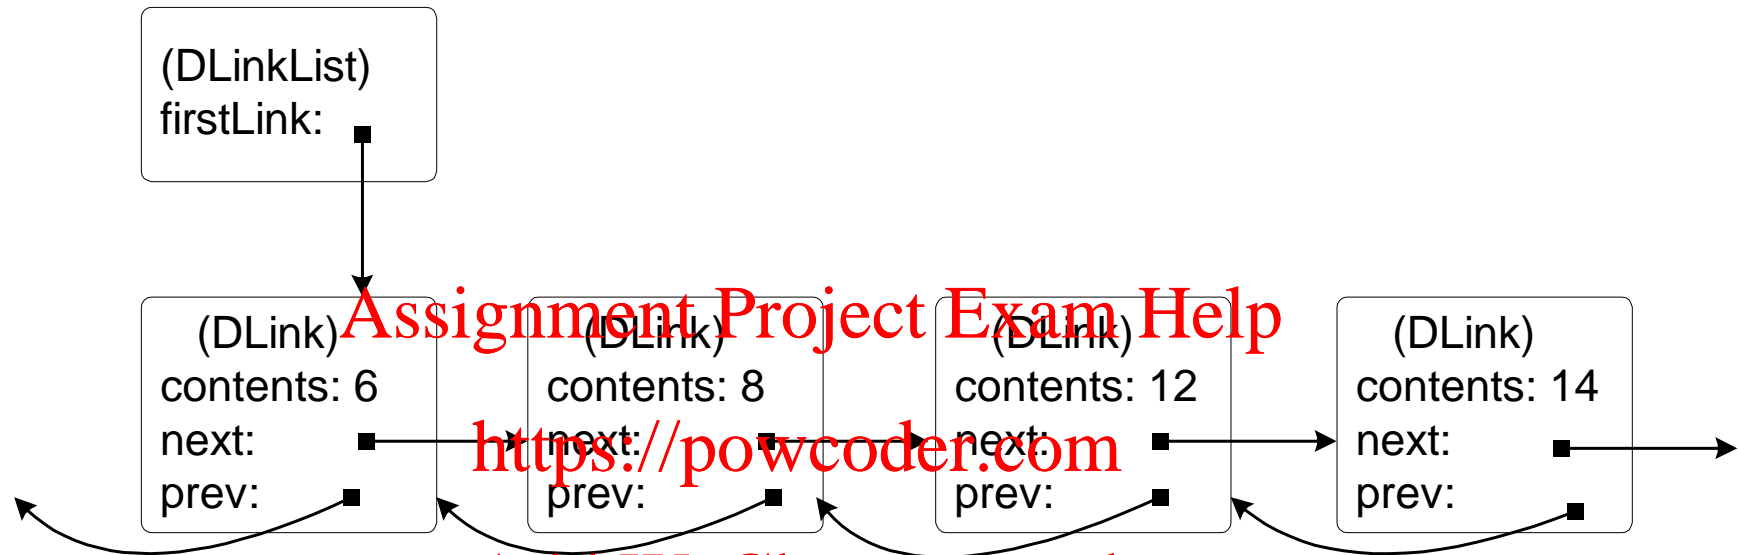 (DLinkList)
firstLink:
Assignment Project Exam Help
(DLink) (DLink) (DLink) (DLink)
contents: 6 contents: 8 contents: 12 contents: 14
https://powcoder.com
next: next: next: next:
prev: prev: prev: prev: